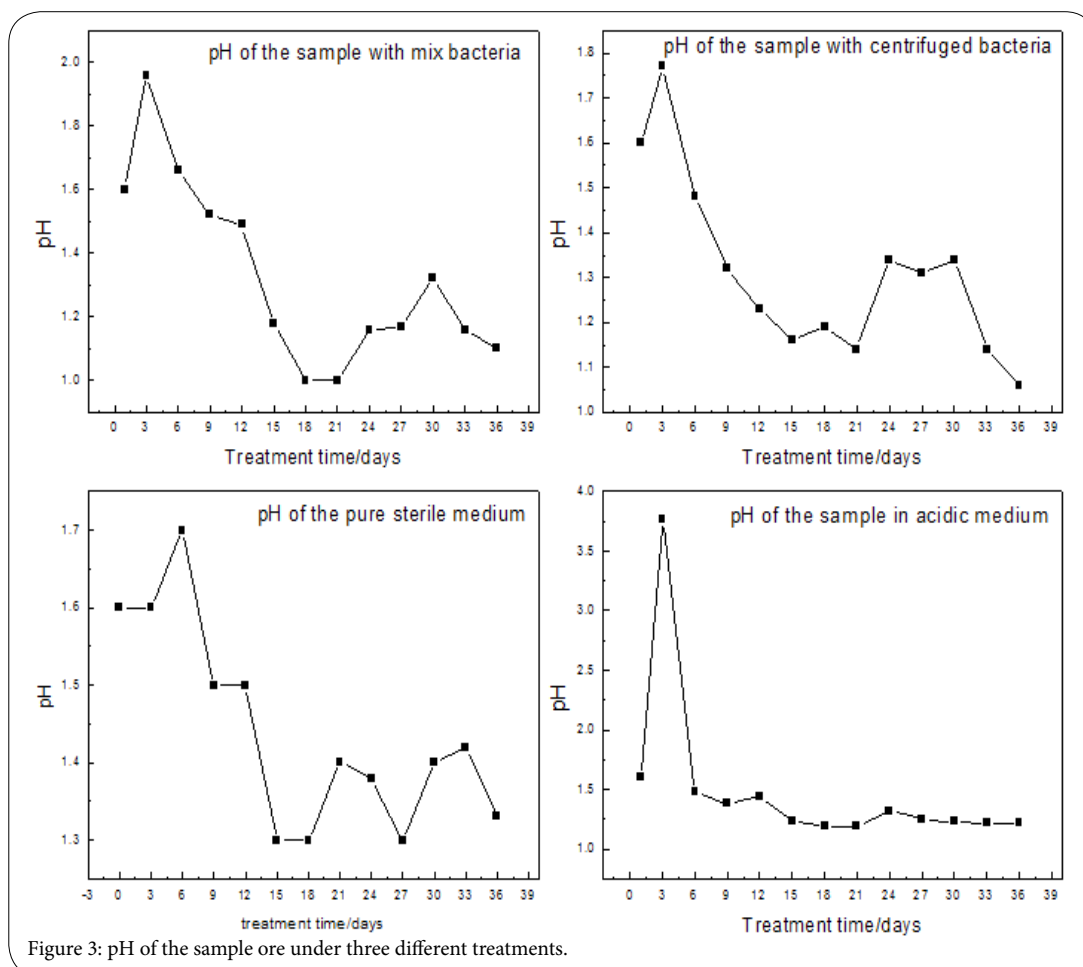 pH of the sample with mix bacteria
2.0
1.8
1.6
1.4
1.2
1.0
pH
0 3 6 9 12 15 18 21 24 27 30 33 36 39
Treatment time/days
pH of the sample with centrifuged bacteria
1.8
1.7
1.6
1.5
1.4
1.3
1.2
1.1
1.0
pH
0 3 6 9 12 15 18 21 24 27 30 33 36 39
Treatment time/days
pH of the pure sterile medium
1.7
1.6
1.5
1.4
1.3
pH
-3 0 3 6 9 12 15 18 21 24 27 30 33 36 39
treatment time/days
pH of the sample in acidic medium
4.0
3.5
3.0
2.5
2.0
1.5
1.0
pH
0 3 6 9 12 15 18 21 24 27 30 33 36 39
Treatment time/days
Figure 3: pH of the sample ore under three different treatments.